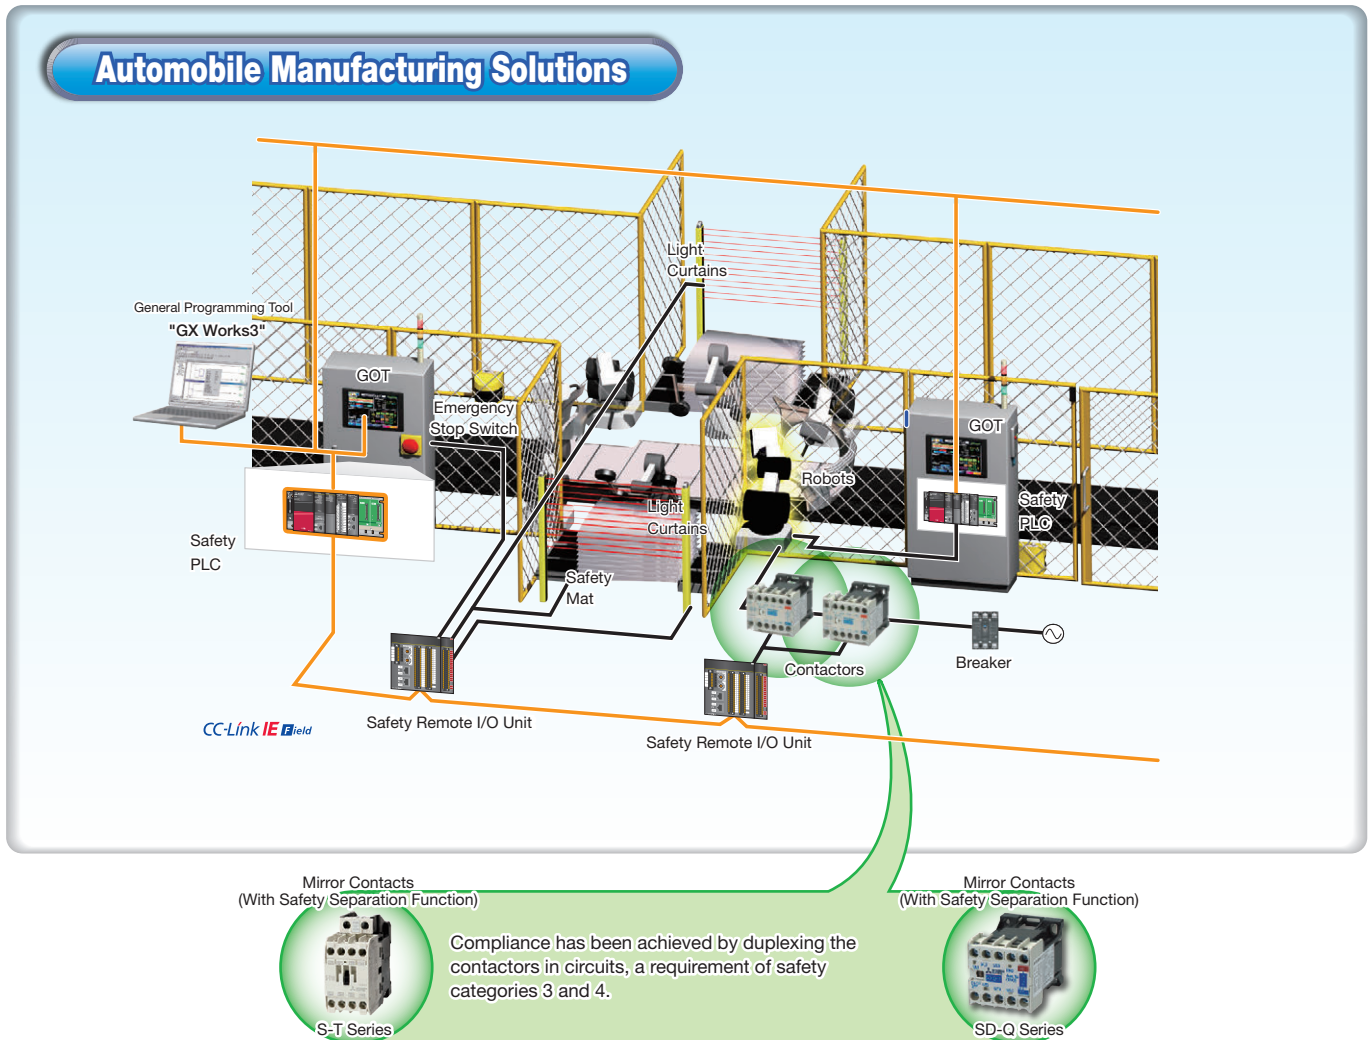 Automobile Manufacturing Solutions
Light
Curtains
General Programming Tool
"GX Works3"
GOT
Emergency
Stop Switch
GOT
Robots
Safety
PLC
Light
Curtains
Safety
PLC
Safety
Mat
Contactors
Breaker
CC-Link IE Field
Safety Remote I/O Unit
Safety Remote I/O Unit
Mirror Contacts
(With Safety Separation Function)
S-T Series
Compliance has been achieved by duplexing the
contactors in circuits, a requirement of safety
categories 3 and 4.
Mirror Contacts
(With Safety Separation Function)
SD-Q Series